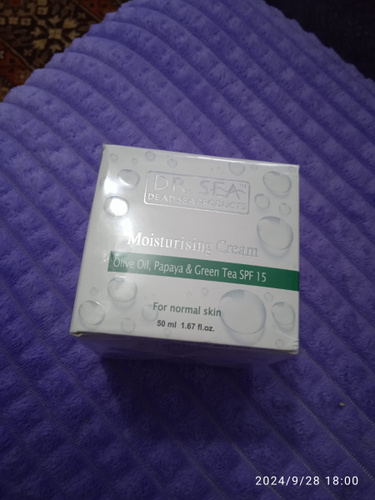 DR. SEA™
DEAD SEA PRODUCTS
Moisturising Cream
Olive Oil, Papaya & Green Tea SPF 15
For normal skin
50 ml 1.67 fl.oz.
2024/9/28 18:00